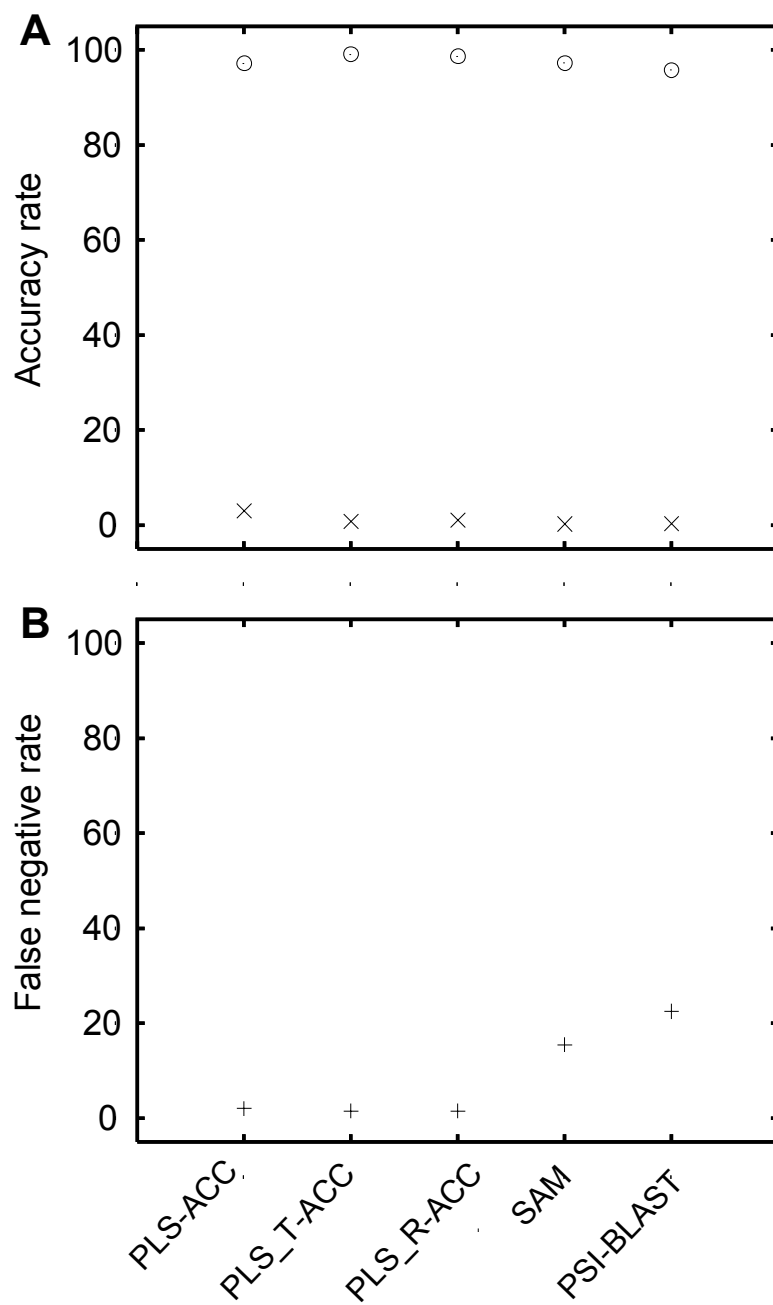 A
Accuracy rate
100
80
60
40
20
0
B
False negative rate
100
80
60
40
20
0
PLS-ACC
PLS_T-ACC
PLS_R-ACC
SAM
PSI-BLAST